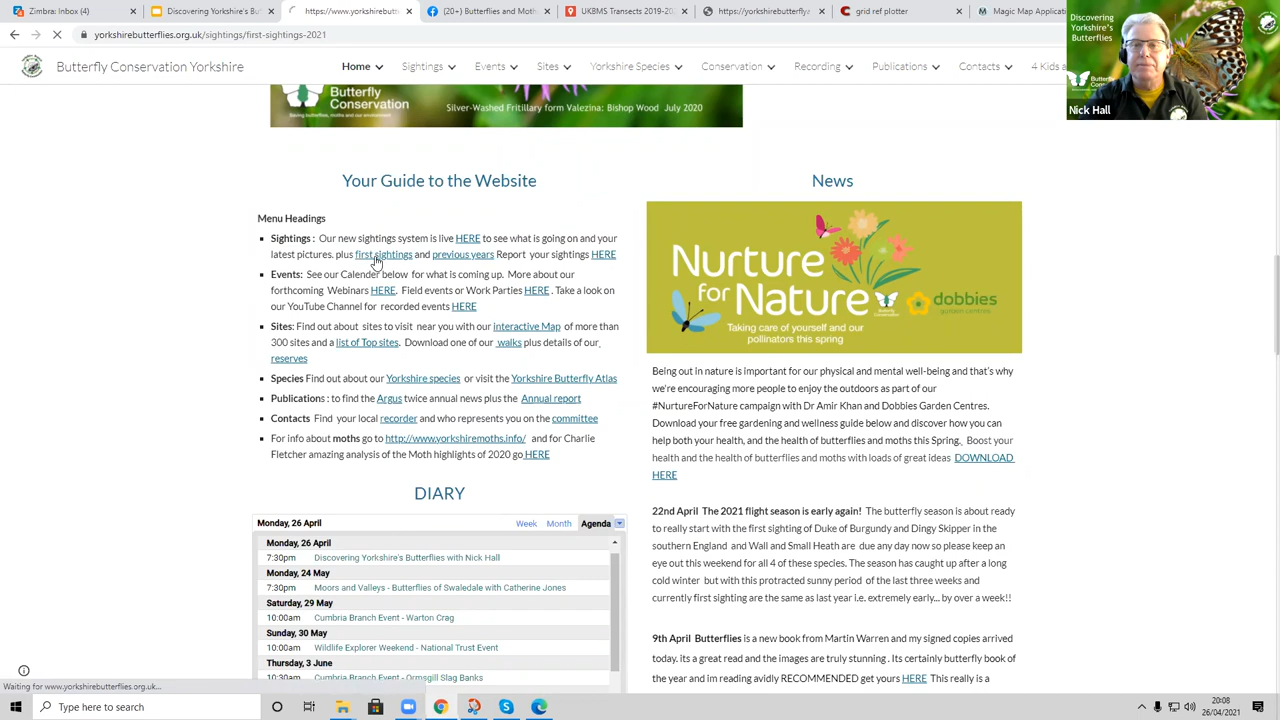 Zimbra: Inbox (4)
Discovering Yorkshire's Butterfl
https://www.yorkshirebutterflies
(20+) Butterflies and Moth
UKBMS Transects 2019-202
https://yorkshirebutterflie
grid ref plotter
Magic Map Applicati
yorkshirebutterflies.org.uk/sightings/first-sightings-2021
Butterfly Conservation Yorkshire
Home Sightings Events Sites Yorkshire Species Conservation Recording Publications Contacts 4 Kids a
Discovering
Yorkshire's
Butterflies
Nick Hall
Butterfly
Conservation
Saving butterflies, moths and our environment
Silver-Washed Fritillary form Valezina: Bishop Wood July 2020
Your Guide to the Website
Menu Headings
Sightings : Our new sightings system is live HERE to see what is going on and your
latest pictures. plus first sightings and previous years Report your sightings HERE
Events: See our Calender below for what is coming up. More about our
forthcoming Webinars HERE. Field events or Work Parties HERE . Take a look on
our YouTube Channel for recorded events HERE
Sites: Find out about sites to visit near you with our interactive Map of more than
300 sites and a list of Top sites. Download one of our walks plus details of our
reserves
Species Find out about our Yorkshire species or visit the Yorkshire Butterfly Atlas
Publications : to find the Argus twice annual news plus the Annual report
Contacts Find your local recorder and who represents you on the committee
For info about moths go to http://www.yorkshiremoths.info/ and for Charlie
Fletcher amazing analysis of the Moth highlights of 2020 go HERE
DIARY
Monday, 26 April Week Month Agenda
Monday, 26 April
7:30pm Discovering Yorkshire's Butterflies with Nick Hall
Monday, 24 May
7:30pm Moors and Valleys - Butterflies of Swaledale with Catherine Jones
Saturday, 29 May
10:00am Cumbria Branch Event - Warton Crag
Sunday, 30 May
10:00am Wildlife Explorer Weekend - National Trust Event
Thursday, 3 June
10:30am Cumbria Branch Event - Ormsgill Slag Banks
News
Nurture
for Nature
Butterfly Conservation
dobbies
garden centres
Taking care of yourself and our
pollinators this spring
Being out in nature is important for our physical and mental well-being and that's why
we're encouraging more people to enjoy the outdoors as part of our
#NurtureForNature campaign with Dr Amir Khan and Dobbies Garden Centres.
Download your free gardening and wellness guide below and discover how you can
help both your health, and the health of butterflies and moths this Spring. Boost your
health and the health of butterflies and moths with loads of great ideas DOWNLOAD
HERE
22nd April The 2021 flight season is early again! The butterfly season is about ready
to really start with the first sighting of Duke of Burgundy and Dingy Skipper in the
southern England and Wall and Small Heath are due any day now so please keep an
eye out this weekend for all 4 of these species. The season has caught up after a long
cold winter but with this protracted sunny period of the last three weeks and
currently first sighting are the same as last year i.e. extremely early... by over a week!!
9th April Butterflies is a new book from Martin Warren and my signed copies arrived
today. its a great read and the images are truly stunning . Its certainly butterfly book of
the year and im reading avidly RECOMMENDED get yours HERE This really is a
Waiting for www.yorkshirebutterflies.org.uk...
Type here to search
20:08
26/04/2021